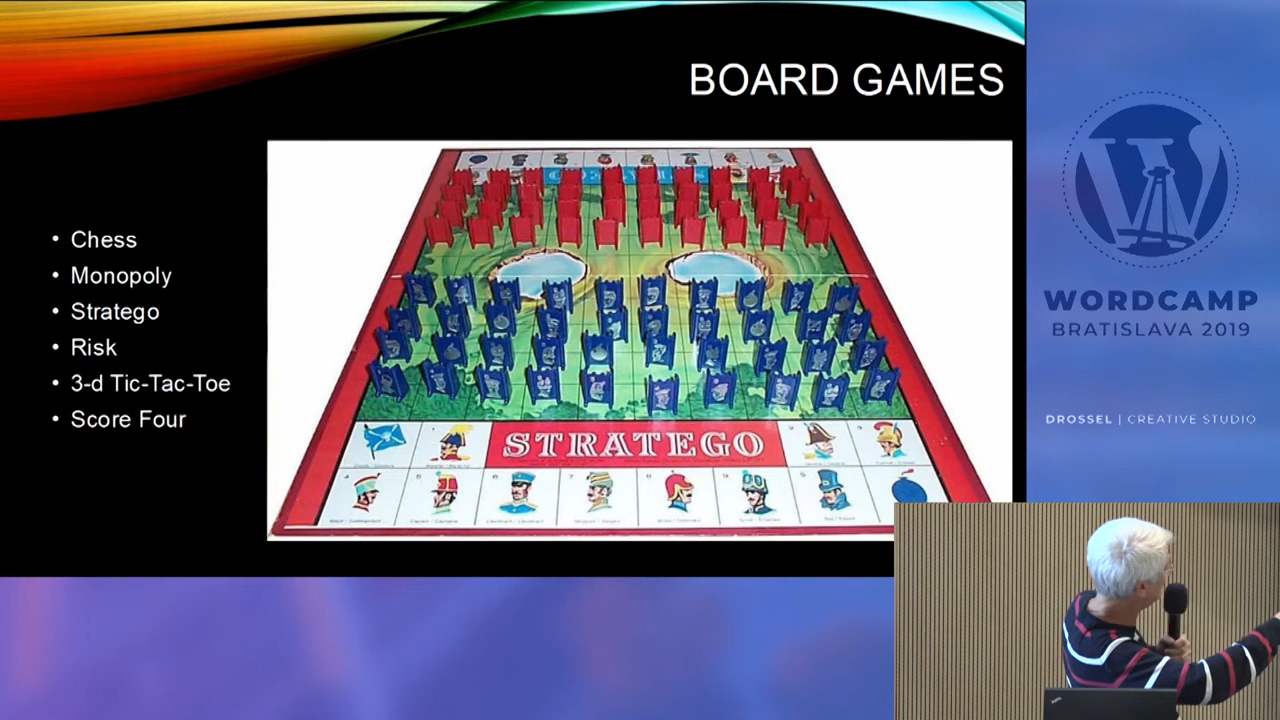 BOARD GAMES
• Chess
• Monopoly
• Stratego
• Risk
• 3-d Tic-Tac-Toe
• Score Four
STRATEGO
WORDCAMP
BRATISLAVA 2019
DROSSEL | CREATIVE STUDIO